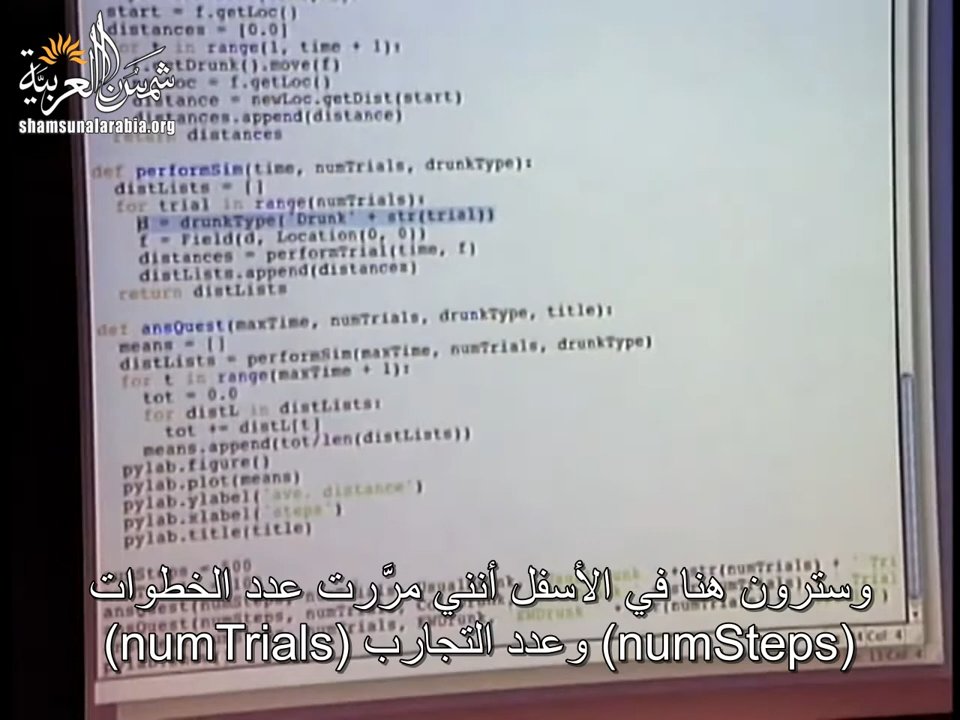 شمس العربية
shamsunalarabia.org
start = f.getLoc()
distances = [0.0]
in range(1, time + 1):
.move(f)
= f.getLoc()
= newLoc.getDist(start)
distances.append(distance)
return distances
def performSim(time, numTrials, drunkType):
distLists = []
for trial in range(numTrials):
d = drunkType('Drunk' + str(trial))
f = Field(d, Location(0, 0))
distances = performTrial(time, f)
distLists.append(distances)
return distLists
def ansQuest(maxTime, numTrials, drunkType, title):
means = []
distLists = performSim(maxTime, numTrials, drunkType)
for t in range(maxTime + 1):
tot = 0.0
for distL in distLists:
tot += distL[t]
means.append(tot/len(distLists))
pylab.figure()
pylab.plot(means)
pylab.ylabel('ave. distance')
pylab.xlabel('steps')
pylab.title(title)
وسترون هنا في الأسفل أنني مرَّرت عدد الخطوات
(numSteps) وعدد التجارب (numTrials)